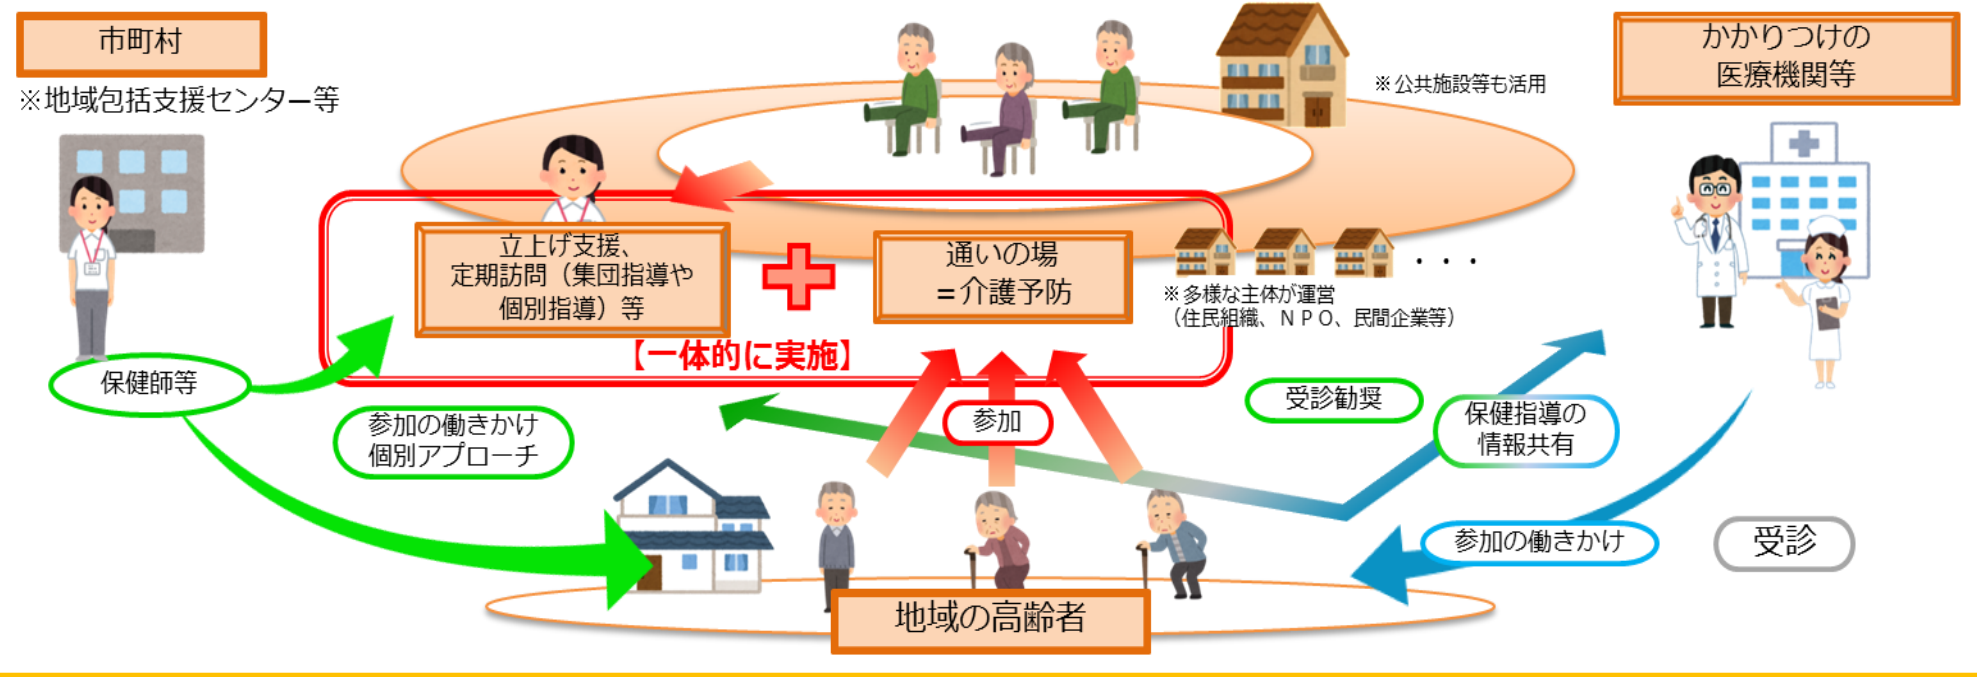 市町村
※地域包括支援センター等
※公共施設等も活用
かかりつけの
医療機関等
立上げ支援、
定期訪問（集団指導や
個別指導）等
通いの場
＝介護予防
※多様な主体が運営
（住民組織、ＮＰＯ、民間企業等）
・・・
【一体的に実施】
保健師等
参加の働きかけ
個別アプローチ
参加
受診勧奨
保健指導の
情報共有
参加の働きかけ
受診
地域の高齢者